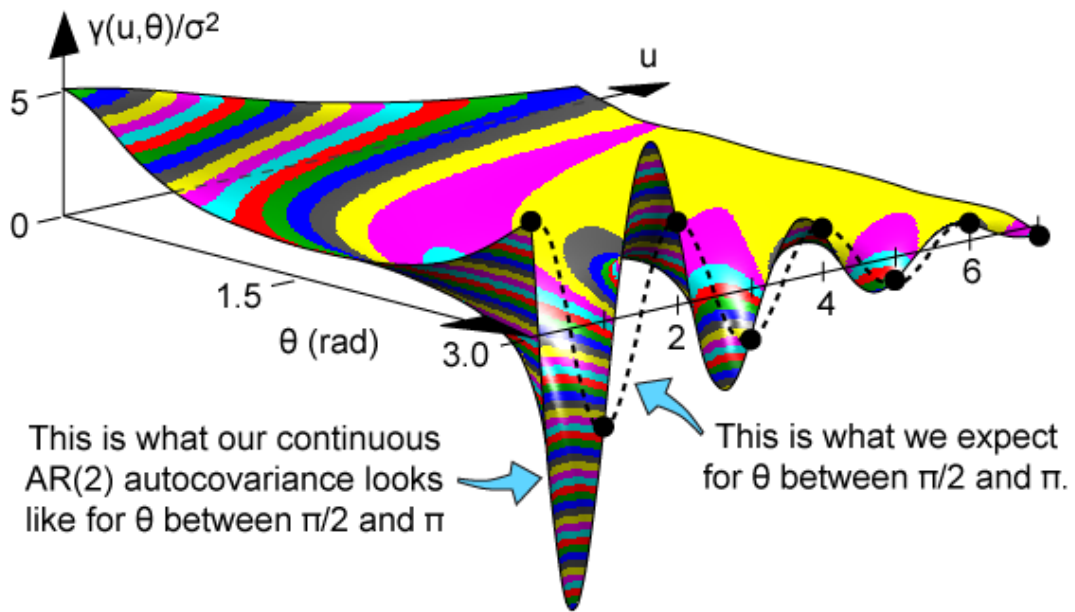 γ(u,θ)/σ²
u
5
0
1.5
θ (rad)
3.0
2
4
6
This is what our continuous
AR(2) autocovariance looks
like for θ between π/2 and π
This is what we expect
for θ between π/2 and π.